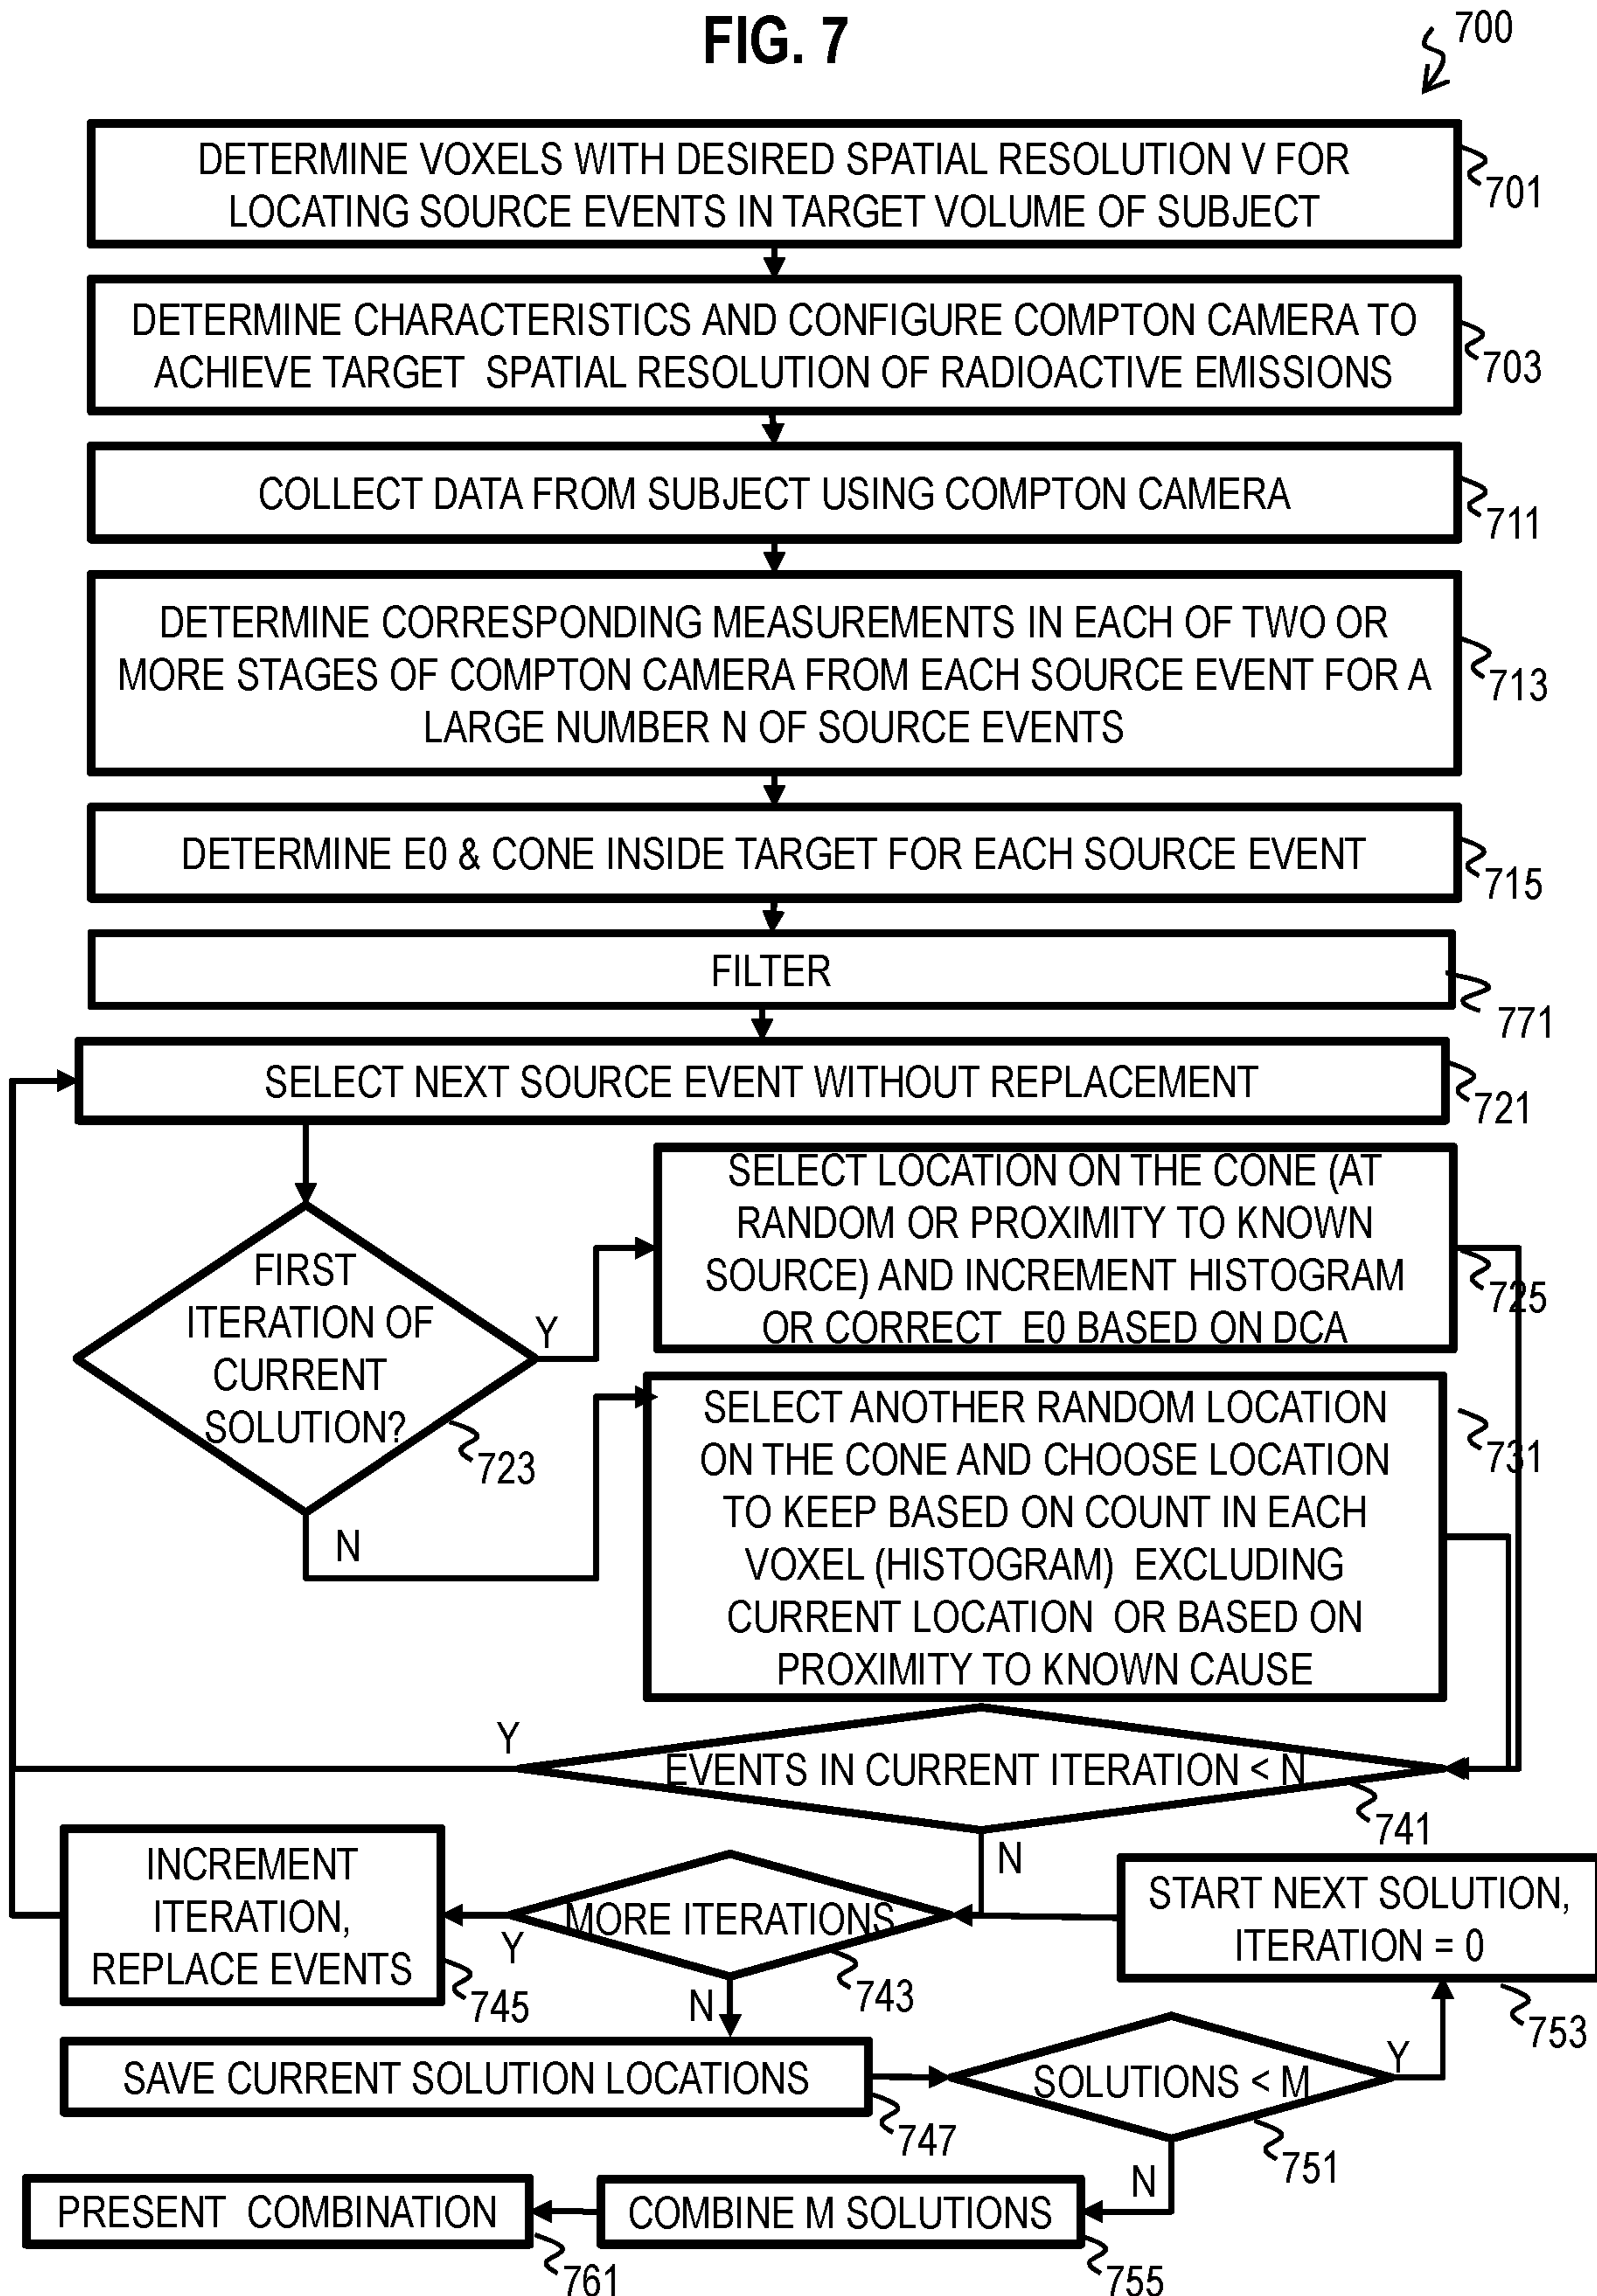 FIG. 7
700
DETERMINE VOXELS WITH DESIRED SPATIAL RESOLUTION V FOR
LOCATING SOURCE EVENTS IN TARGET VOLUME OF SUBJECT
701
DETERMINE CHARACTERISTICS AND CONFIGURE COMPTON CAMERA TO
ACHIEVE TARGET SPATIAL RESOLUTION OF RADIOACTIVE EMISSIONS
703
COLLECT DATA FROM SUBJECT USING COMPTON CAMERA
711
DETERMINE CORRESPONDING MEASUREMENTS IN EACH OF TWO OR
MORE STAGES OF COMPTON CAMERA FROM EACH SOURCE EVENT FOR A
LARGE NUMBER N OF SOURCE EVENTS
713
DETERMINE E0 & CONE INSIDE TARGET FOR EACH SOURCE EVENT
715
FILTER
771
SELECT NEXT SOURCE EVENT WITHOUT REPLACEMENT
721
FIRST
ITERATION OF
CURRENT
SOLUTION?
723
Y
N
SELECT LOCATION ON THE CONE (AT
RANDOM OR PROXIMITY TO KNOWN
SOURCE) AND INCREMENT HISTOGRAM
OR CORRECT E0 BASED ON DCA
725
SELECT ANOTHER RANDOM LOCATION
ON THE CONE AND CHOOSE LOCATION
TO KEEP BASED ON COUNT IN EACH
VOXEL (HISTOGRAM) EXCLUDING
CURRENT LOCATION OR BASED ON
PROXIMITY TO KNOWN CAUSE
731
Y
EVENTS IN CURRENT ITERATION < N
741
N
INCREMENT
ITERATION,
REPLACE EVENTS
745
Y
MORE ITERATIONS
743
N
START NEXT SOLUTION,
ITERATION = 0
753
SAVE CURRENT SOLUTION LOCATIONS
747
SOLUTIONS < M
751
Y
N
PRESENT COMBINATION
761
COMBINE M SOLUTIONS
755